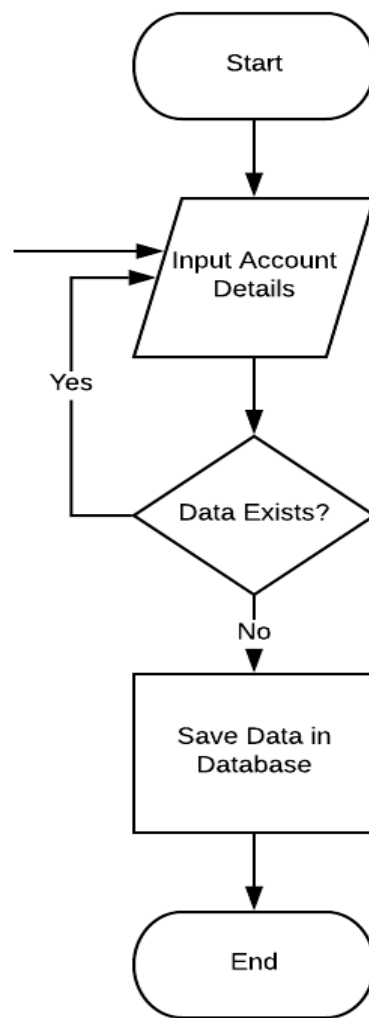 Start
Input Account
Details
Yes
Data Exists?
No
Save Data in
Database
End